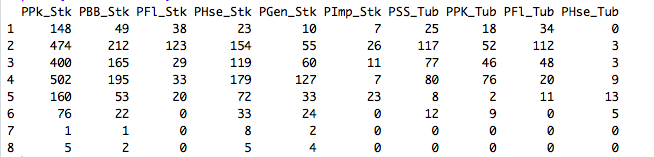 PPk_Stk PBB_Stk PFl_Stk PHse_Stk PGen_Stk PImp_Stk PSS_Tub PPK_Tub PFl_Tub PHse_Tub
1 148 49 38 23 10 7 25 18 34 0
2 474 212 123 154 55 26 117 52 112 3
3 400 165 29 119 60 11 77 46 48 3
4 502 195 33 179 127 7 80 76 20 9
5 160 53 20 72 33 23 8 2 11 13
6 76 22 0 33 24 0 12 9 0 5
7 1 1 0 8 2 0 0 0 0 0
8 5 2 0 5 4 0 0 0 0 0